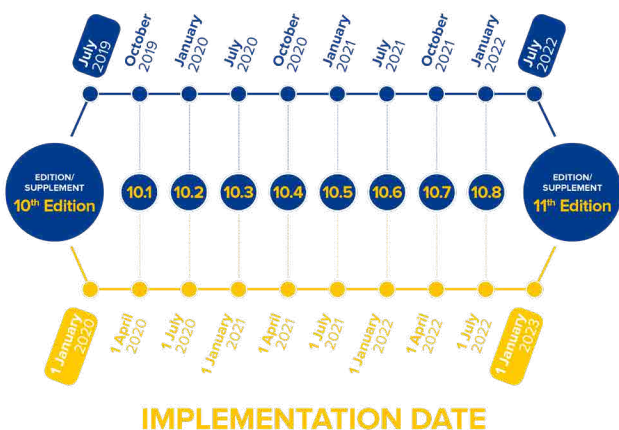 July
2019
October
2019
January
2020
July
2020
October
2020
January
2021
July
2021
October
2021
January
2022
July
2022
EDITION/
SUPPLEMENT
10th Edition
10.1
10.2
10.3
10.4
10.5
10.6
10.7
10.8
EDITION/
SUPPLEMENT
11th Edition
1 January
2020
1 April
2020
1 July
2020
1 January
2021
1 April
2021
1 July
2021
1 January
2022
1 April
2022
1 July
2022
1 January
2023
IMPLEMENTATION DATE